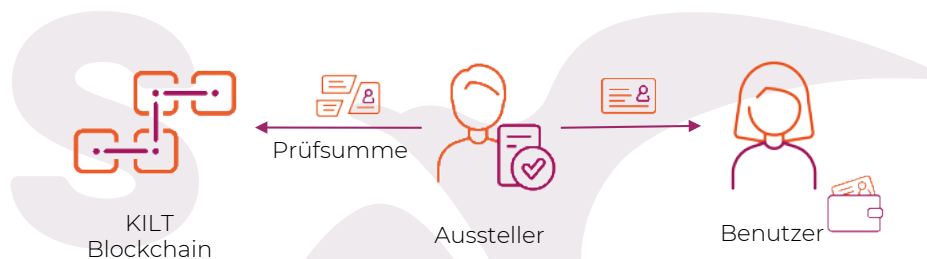 Prüfsumme
KILT
Blockchain
Aussteller
Benutzer